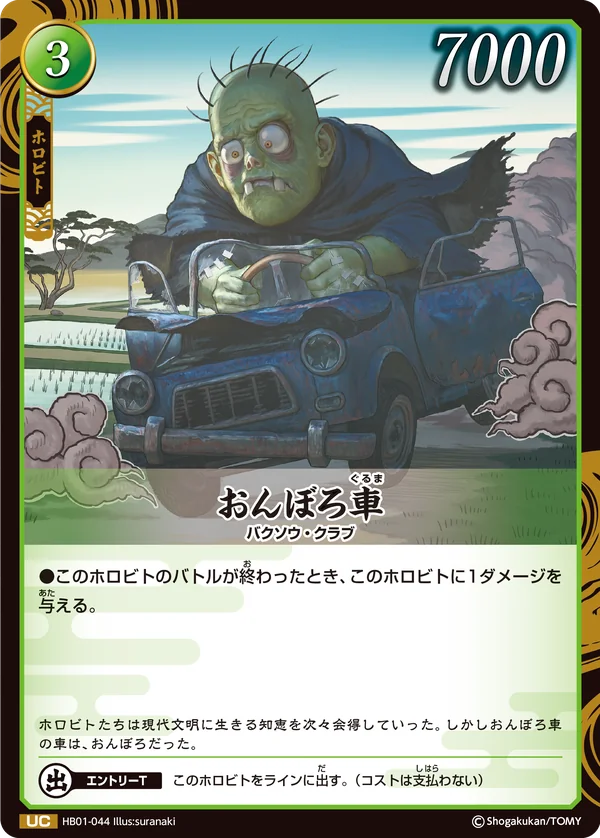 3
7000
ホロビト
ぐるま
おんぼろ車
バクソウ・クラブ
●このホロビトのバトルが終わったとき、このホロビトに1ダメージを
お
与える。
あた
ホロビトたちは現代文明に生きる知恵を次々会得していった。しかしおんぼろ車
の車は、おんぼろだった。
出 エントリーT このホロビトをラインに出す。(コストは支払わない)
だ しはら
UC HB01-044 Illus:suranaki
©Shogakukan/TOMY